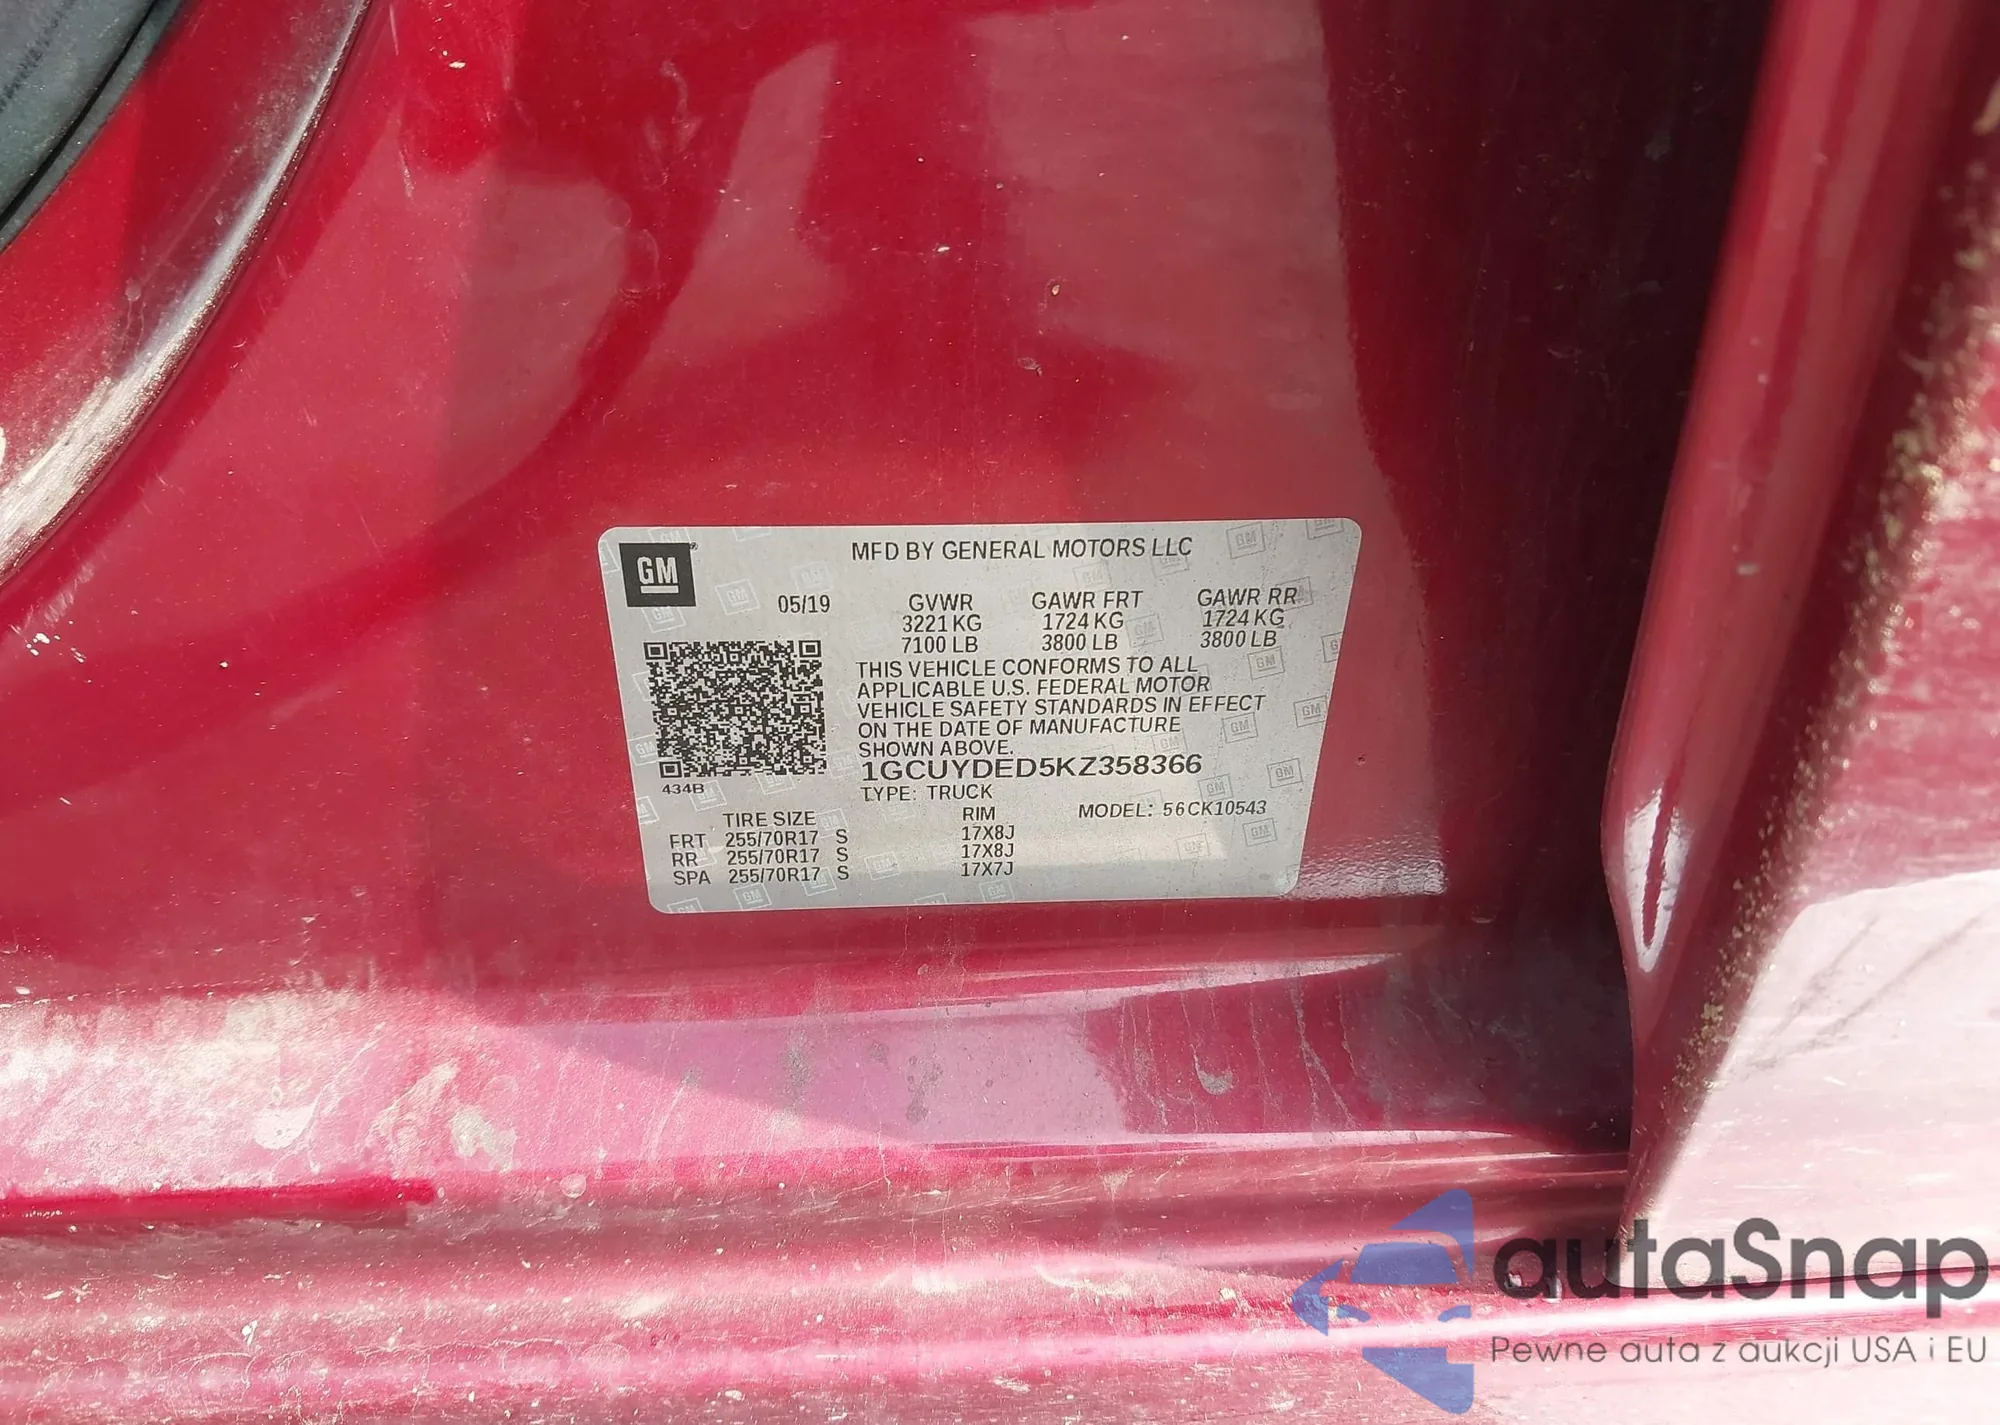 GM
MFD BY GENERAL MOTORS LLC
05/19 GVWR GAWR FRT GAWR RR
3221 KG 1724 KG 1724 KG
7100 LB 3800 LB 3800 LB
THIS VEHICLE CONFORMS TO ALL
APPLICABLE U.S. FEDERAL MOTOR
VEHICLE SAFETY STANDARDS IN EFFECT
ON THE DATE OF MANUFACTURE
SHOWN ABOVE.
1GCUYDED5KZ358366
434B
TYPE: TRUCK
TIRE SIZE RIM MODEL: 56CK10543
FRT 255/70R17 S 17X8J
RR 255/70R17 S 17X8J
SPA 255/70R17 S 17X7J
autaSnap
Pewne auta z aukcji USA i EU